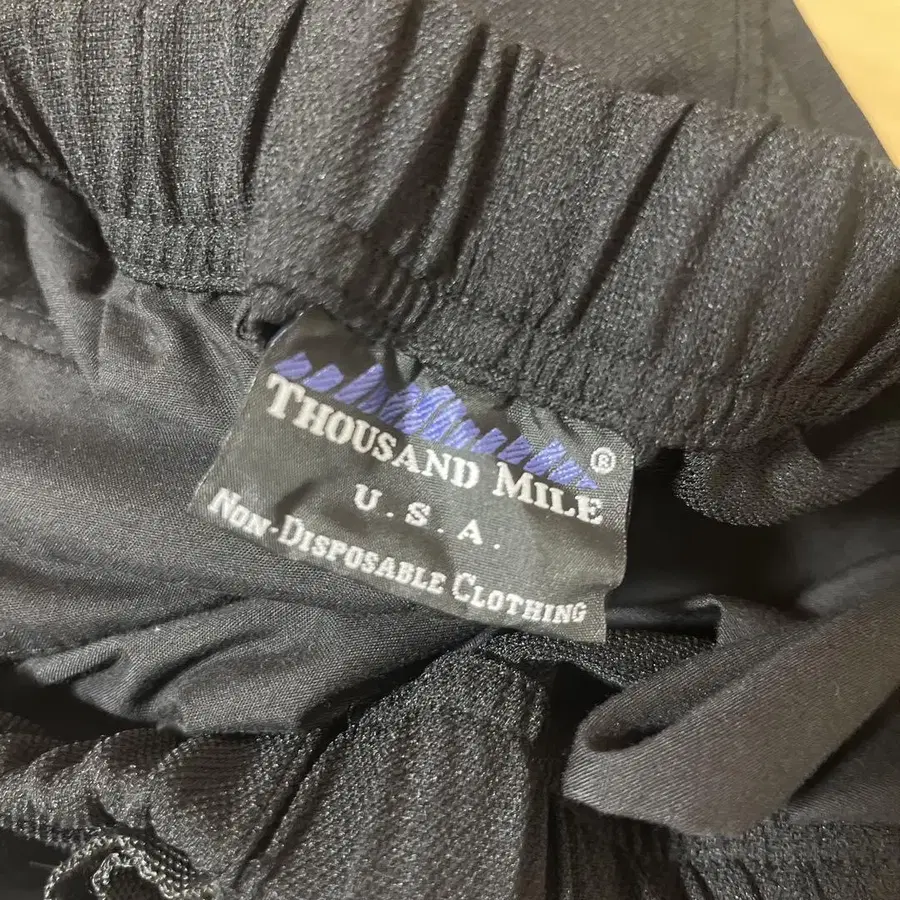 THOUSAND MILE ®
U.S.A.
NON-DISPOSABLE CLOTHING